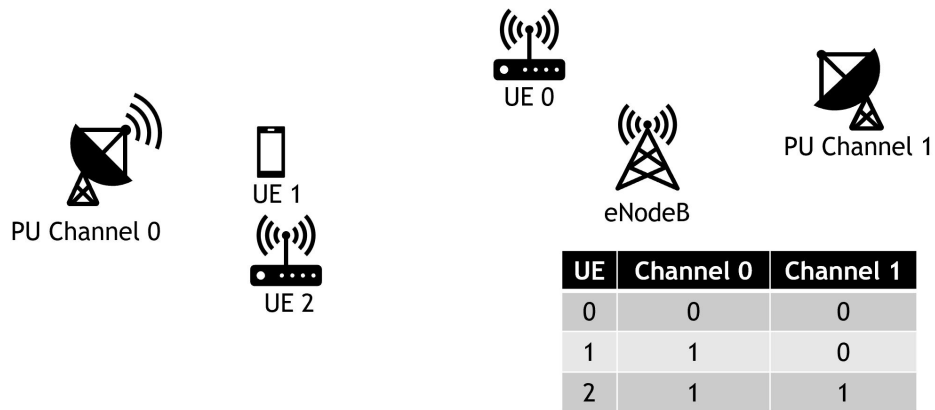 UE 0
PU Channel 1
UE 1
eNodeB
PU Channel 0
UE 2
UE Channel 0 Channel 1
0 0 0
1 1 0
2 1 1